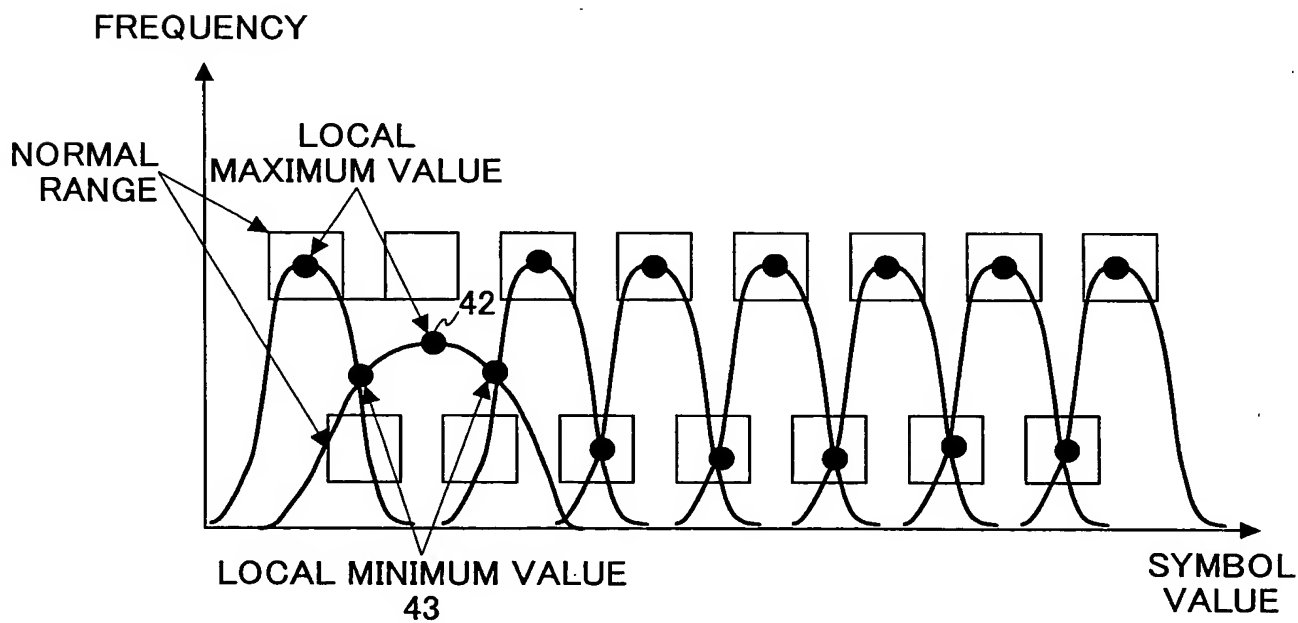 FREQUENCY
LOCAL
MAXIMUM VALUE
NORMAL
RANGE
42
LOCAL MINIMUM VALUE
43
SYMBOL
VALUE